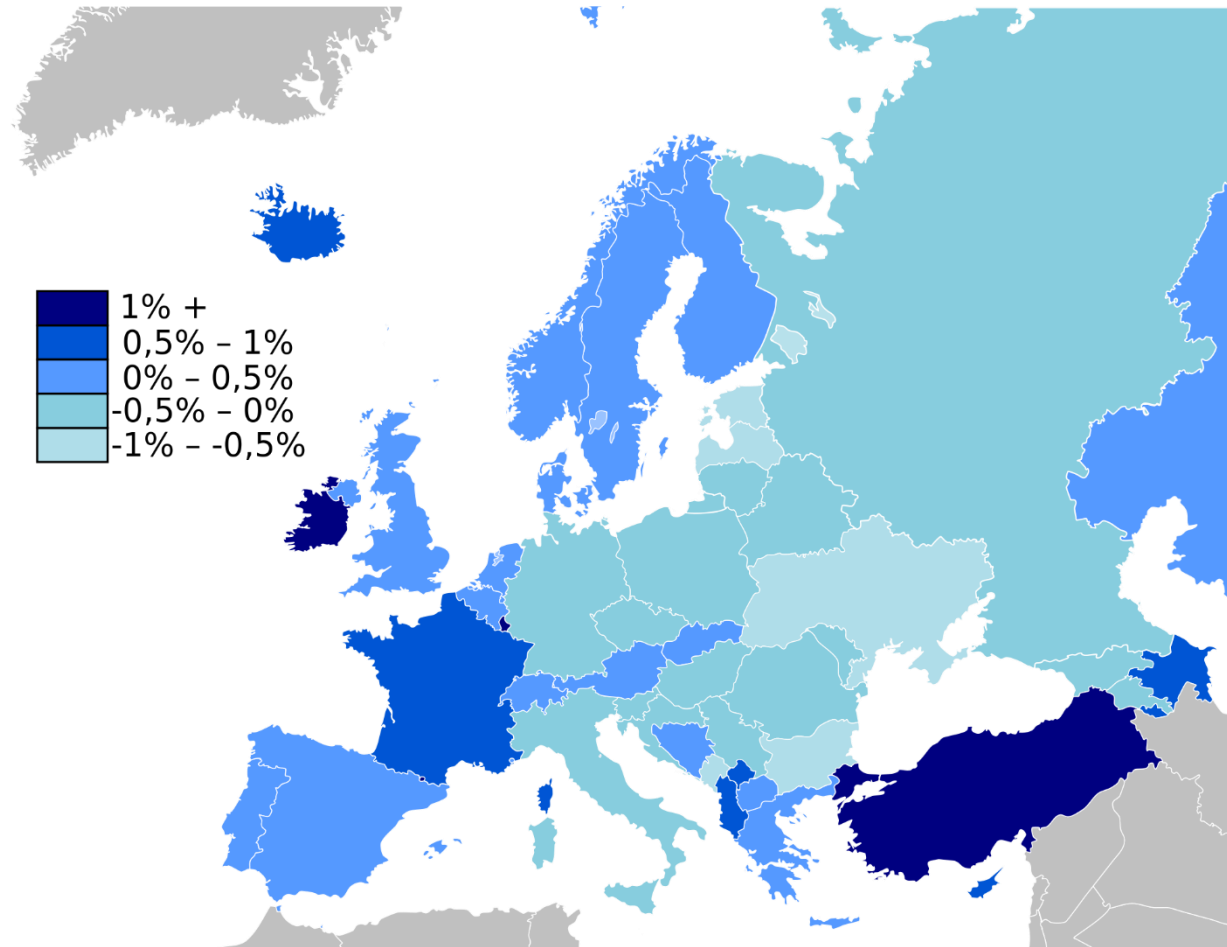 1% +
0,5% – 1%
0% – 0,5%
-0,5% – 0%
-1% – -0,5%